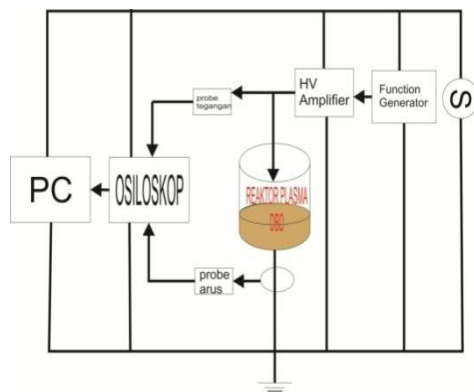 PC
OSILOSKOP
probe
tegangan
HV
Amplifier
Function
Generator
S
REAKTOR PLASMA
DBD
probe
arus